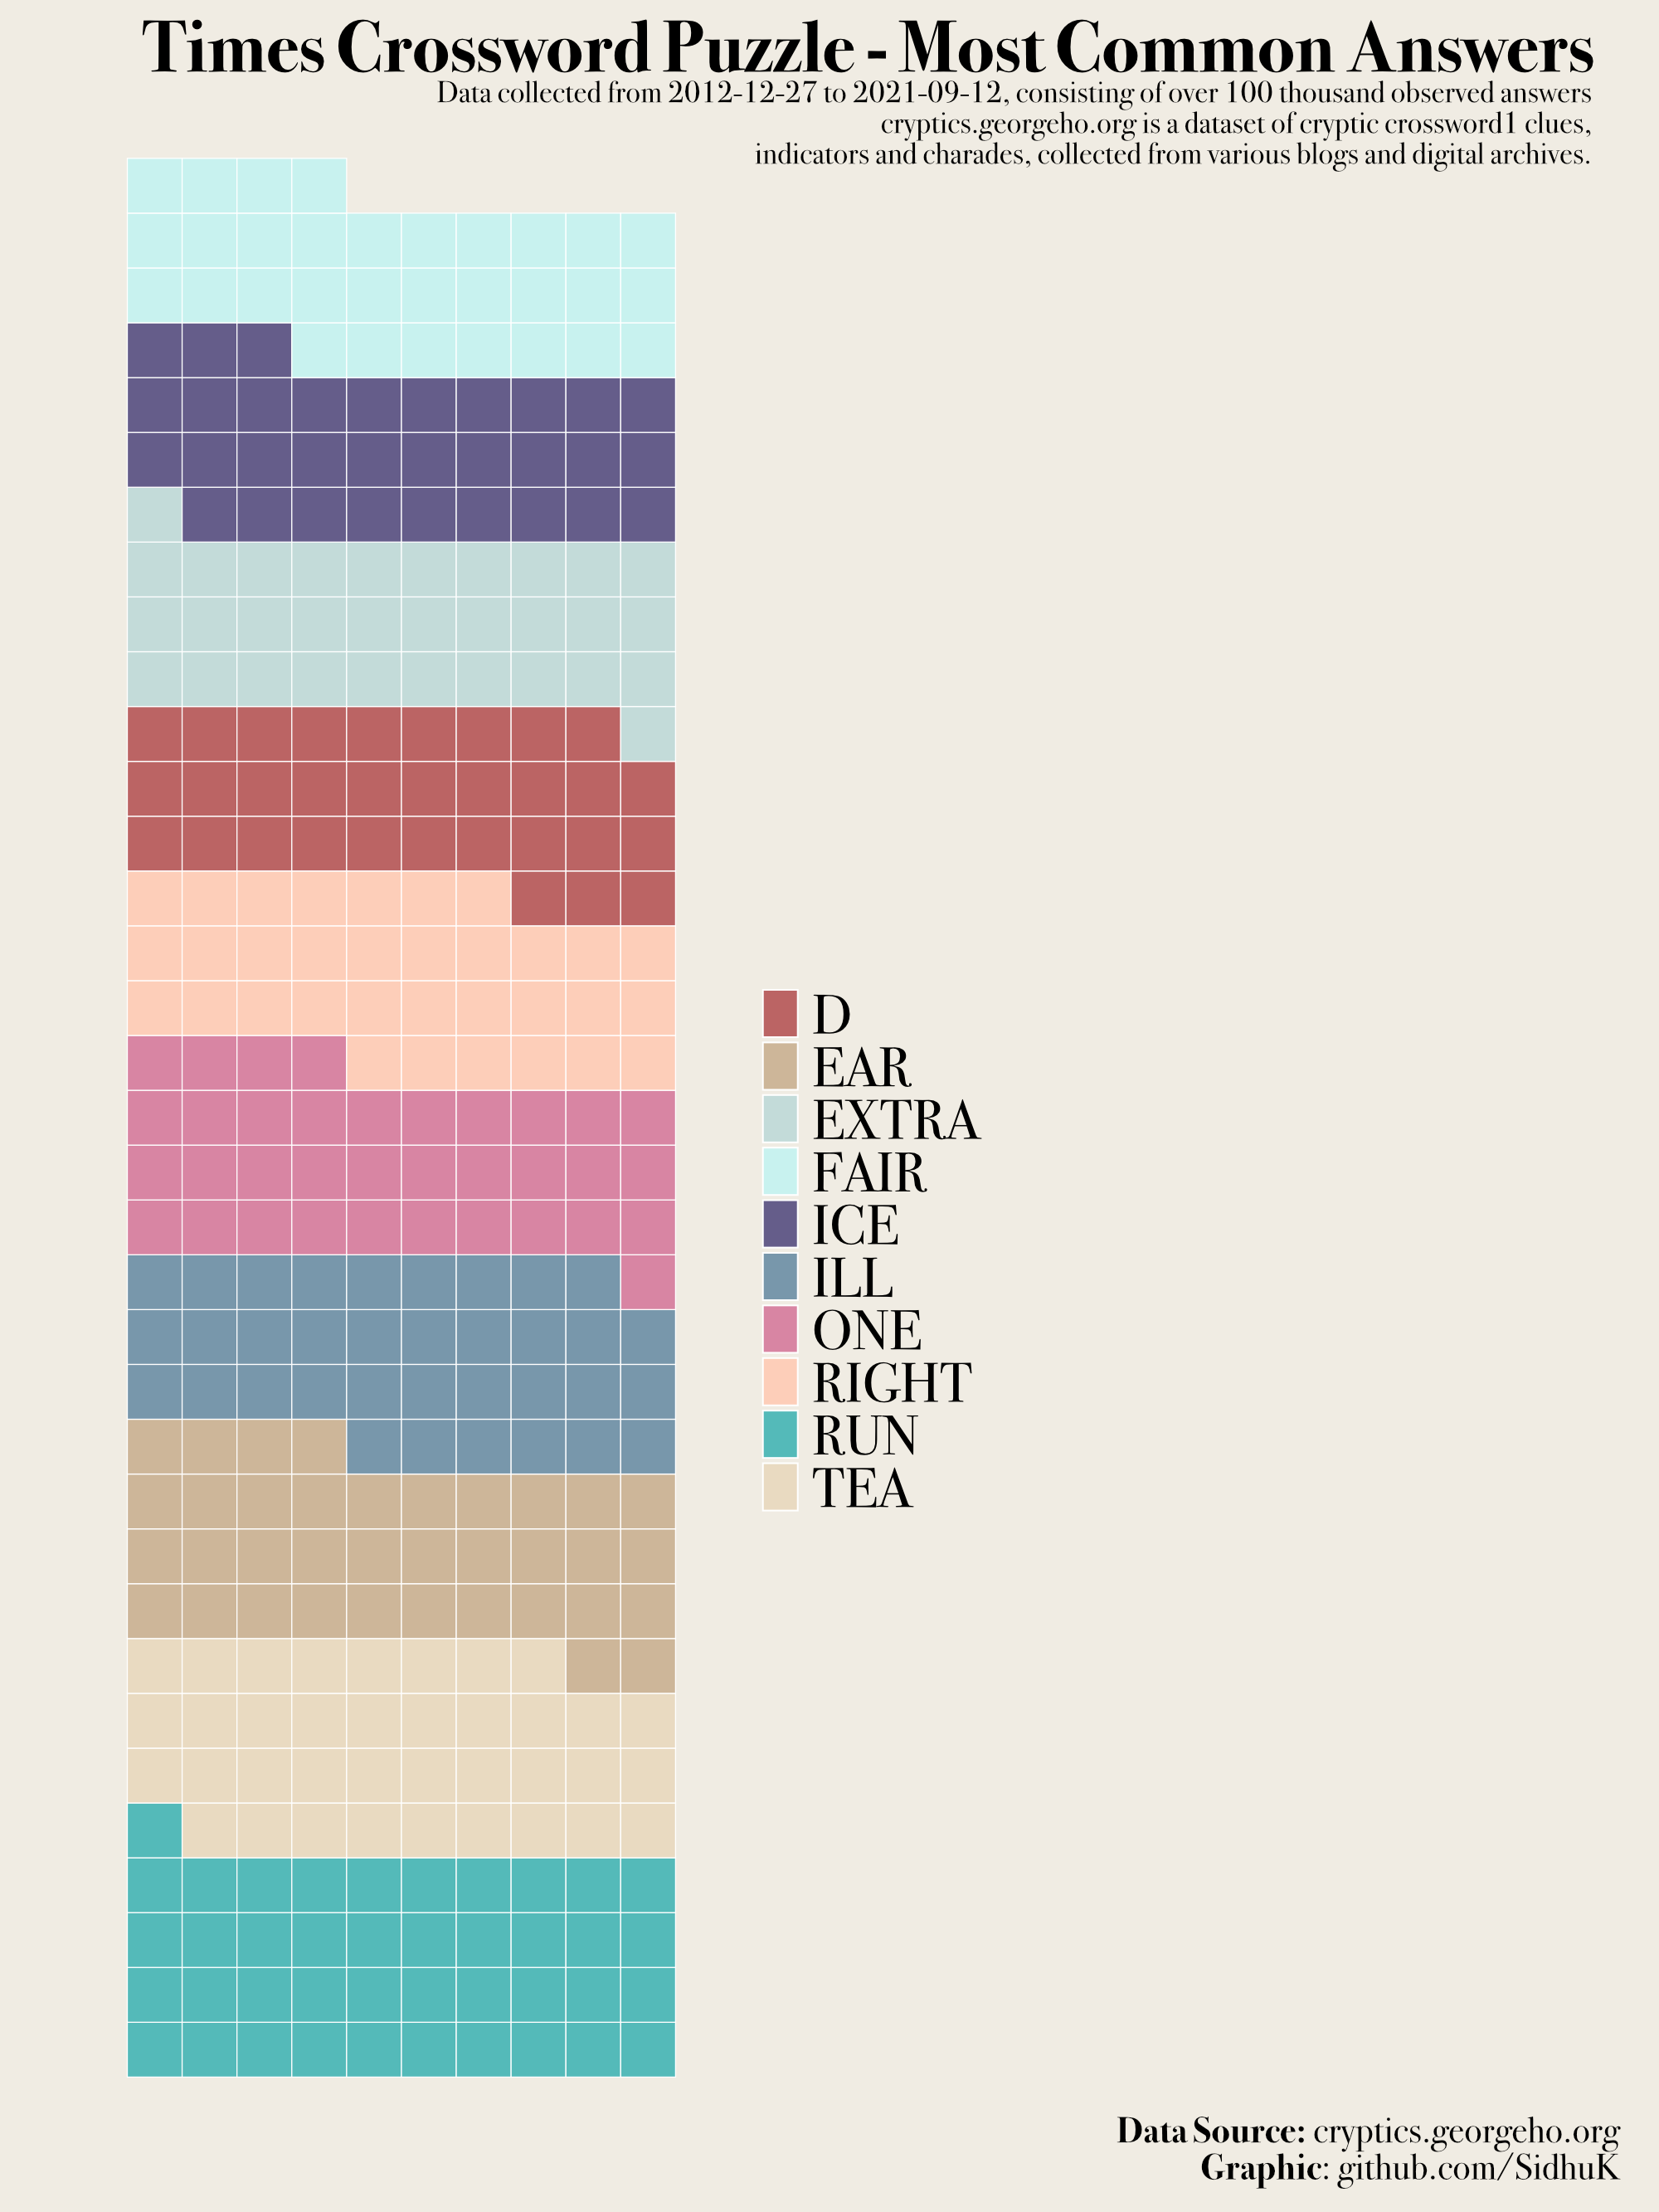 Times Crossword Puzzle - Most Common Answers
Data collected from 2012-12-27 to 2021-09-12, consisting of over 100 thousand observed answers
cryptics.georgeho.org is a dataset of cryptic crossword1 clues,
indicators and charades, collected from various blogs and digital archives.
D
EAR
EXTRA
FAIR
ICE
ILL
ONE
RIGHT
RUN
TEA
Data Source: cryptics.georgeho.org
Graphic: github.com/SidhuK